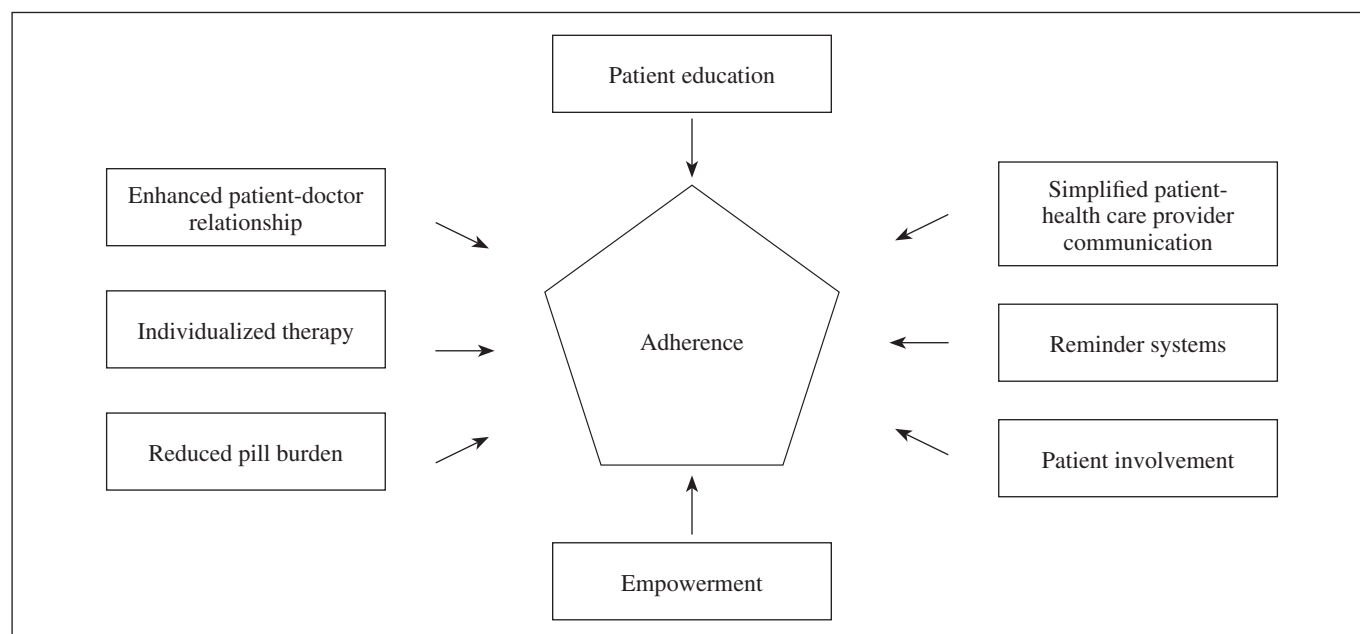 Patient education
Enhanced patient-doctor
relationship
Simplified patient-
health care provider
communication
Individualized therapy
Adherence
Reminder systems
Reduced pill burden
Patient involvement
Empowerment